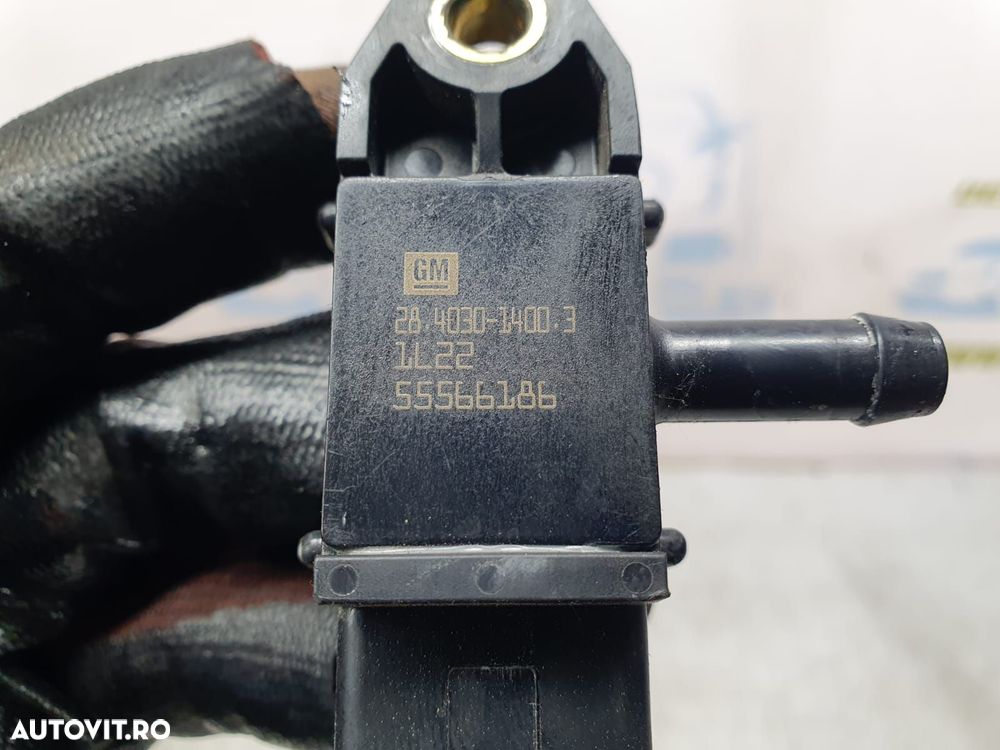 GM
28.4030-1400.3
1L22
55566186
AUTOVIT.RO